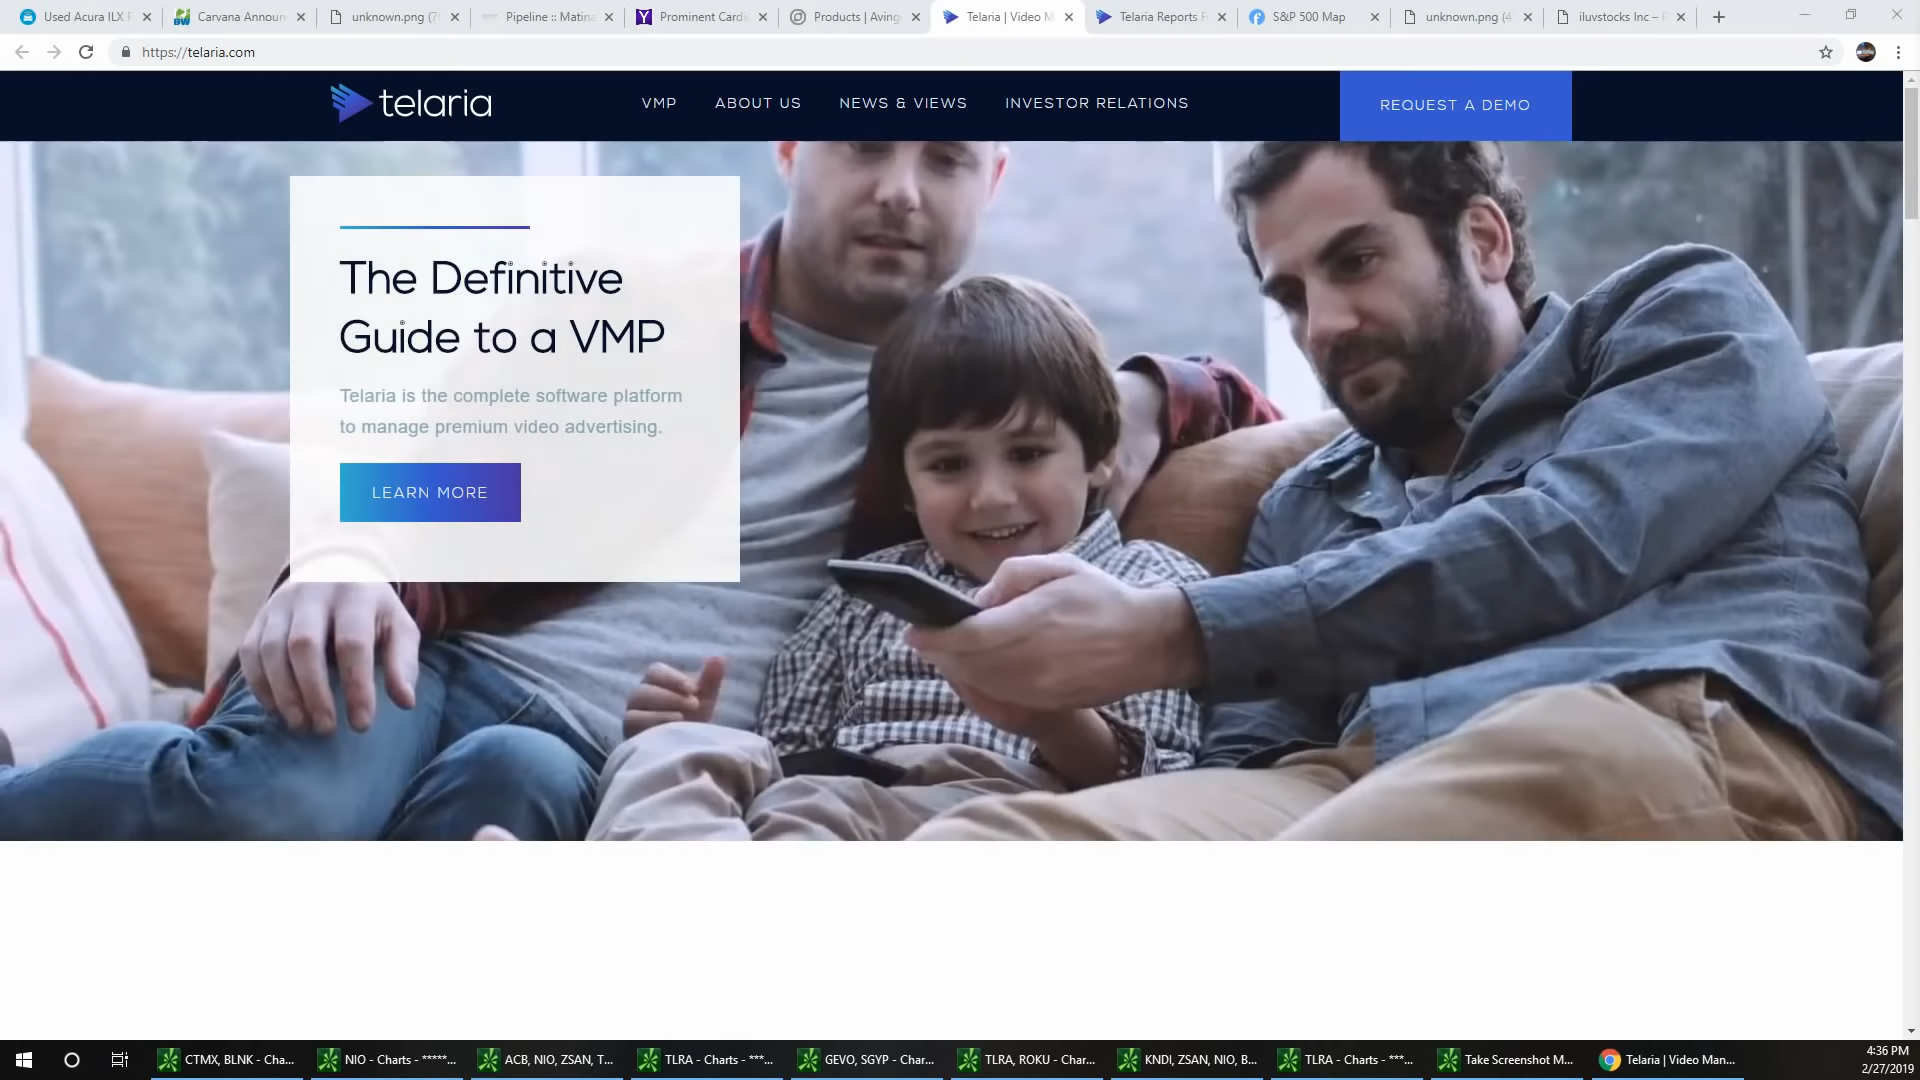 Used Acura ILX F
Carvana Announ
unknown.png (7
Pipeline :: Matina
Prominent Cardi
Products | Aving
Telaria | Video M
Telaria Reports F
S&P 500 Map
unknown.png (4
iluvstocks Inc –
https://telaria.com
telaria
VMP
ABOUT US
NEWS & VIEWS
INVESTOR RELATIONS
REQUEST A DEMO
The Definitive
Guide to a VMP
Telaria is the complete software platform
to manage premium video advertising.
LEARN MORE
CTMX, BLNK - Cha...
NIO - Charts - *****...
ACB, NIO, ZSAN, T...
TLRA - Charts - ***...
GEVO, SGYP - Char...
TLRA, ROKU - Char...
KNDI, ZSAN, NIO, B...
TLRA - Charts - ***...
Take Screenshot M...
Telaria | Video Man...
4:36 PM
2/27/2019